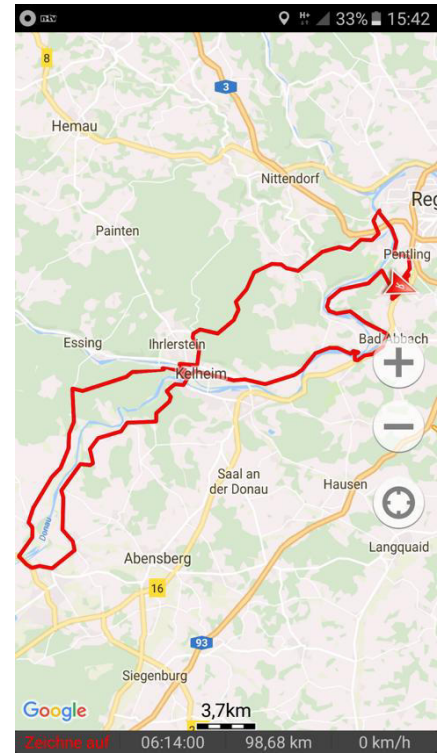 n-tv H+ 33% 15:42
8
3
Hemau
Nittendorf
Reg
Painten
Pentling
Essing
Ihrlerstein
Bad Abbach
Kelheim
Saal an
der Donau
Hausen
Donau
Langquaid
Abensberg
16
93
Siegenburg
Google
3,7km
Zeichne auf 06:14:00 98,68 km 0 km/h